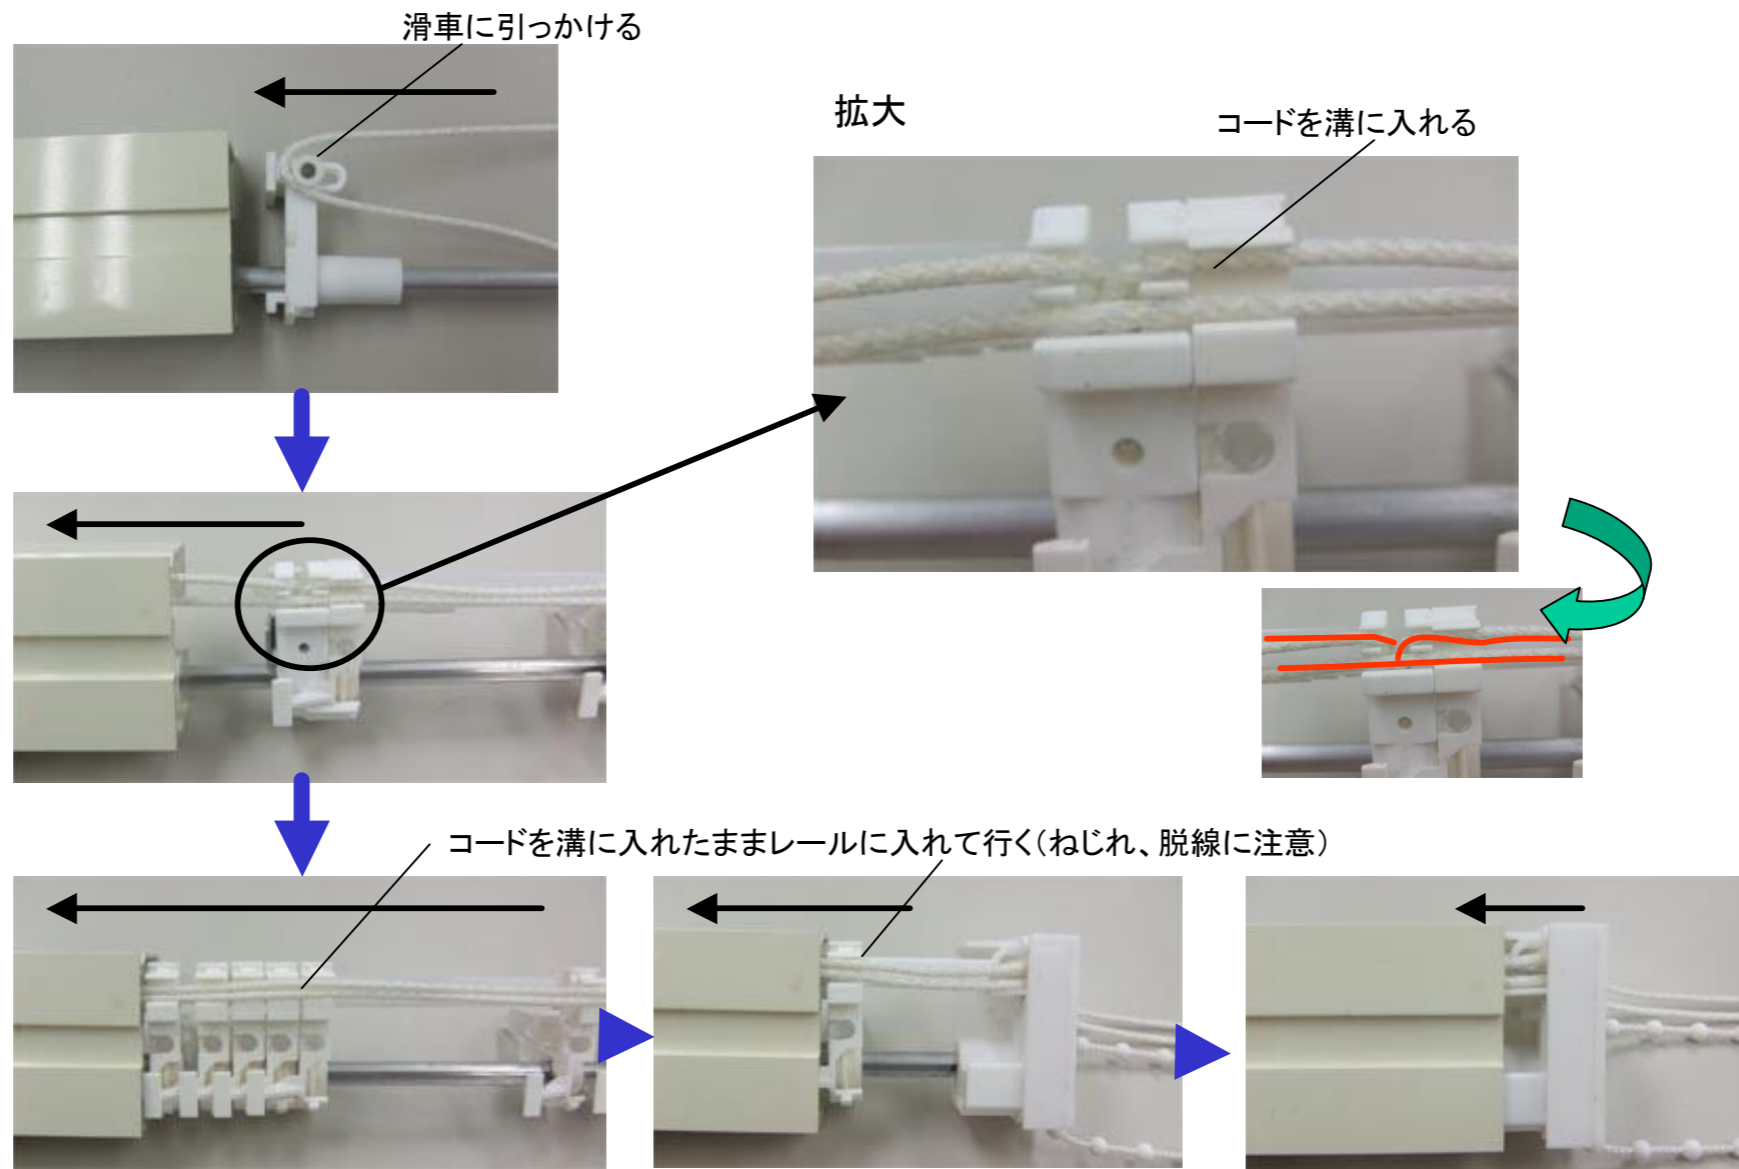 滑車に引っかける
拡大
コードを溝に入れる
コードを溝に入れたままレールに入れて行く(ねじれ、脱線に注意)